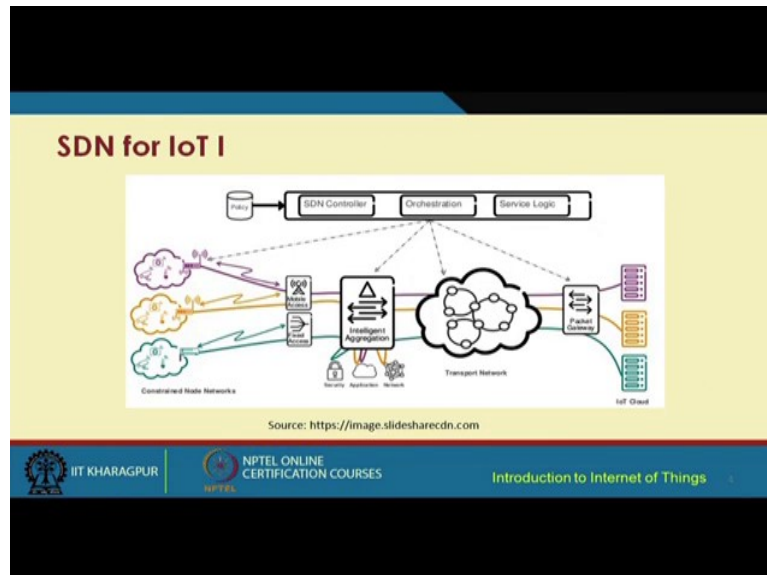 SDN for IoT I
Policy
SDN Controller
Orchestration
Service Logic
Mobile
Access
Fixed
Access
Intelligent
Aggregation
Packet
Gateway
Security
Application
Network
Transport Network
Constrained Node Networks
IoT Cloud
Source: https://image.slidesharecdn.com
IIT KHARAGPUR
NPTEL
NPTEL ONLINE
CERTIFICATION COURSES
Introduction to Internet of Things